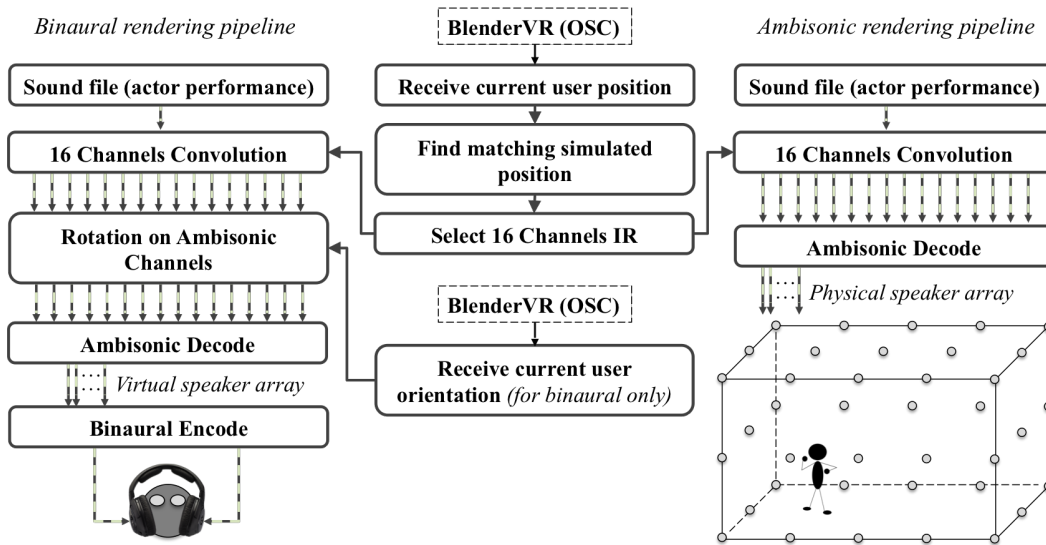 Binaural rendering pipeline
Sound file (actor performance)
16 Channels Convolution
Rotation on Ambisonic
Channels
Ambisonic Decode
Virtual speaker array
Binaural Encode
BlenderVR (OSC)
Receive current user position
Find matching simulated
position
Select 16 Channels IR
BlenderVR (OSC)
Receive current user
orientation (for binaural only)
Ambisonic rendering pipeline
Sound file (actor performance)
16 Channels Convolution
Ambisonic Decode
Physical speaker array